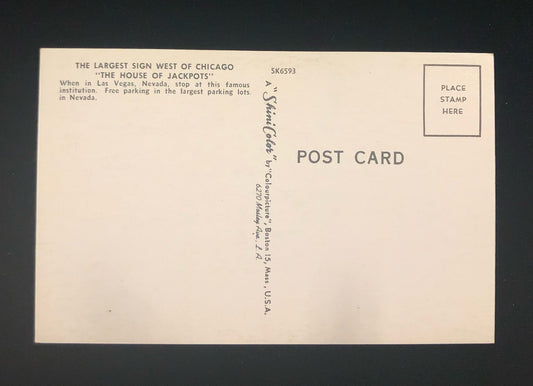 THE LARGEST SIGN WEST OF CHICAGO
"THE HOUSE OF JACKPOTS"
When in Las Vegas, Nevada, stop at this famous
institution. Free parking in the largest parking lots
in Nevada.
SK6593
A "ShiniColor" by "Colourpicture", Boston 15, Mass., U.S.A.
6270 Ave., L. A.
POST CARD
PLACE
STAMP
HERE